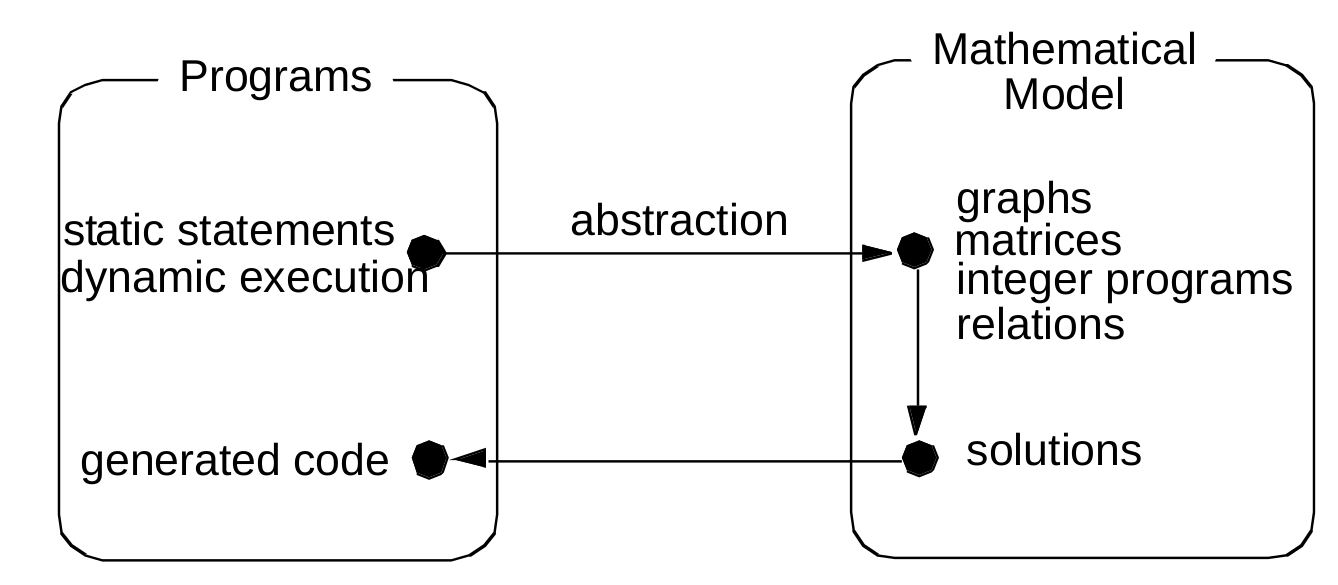 Programs
Mathematical
Model
static statements
dynamic execution
abstraction
graphs
matrices
integer programs
relations
generated code
solutions